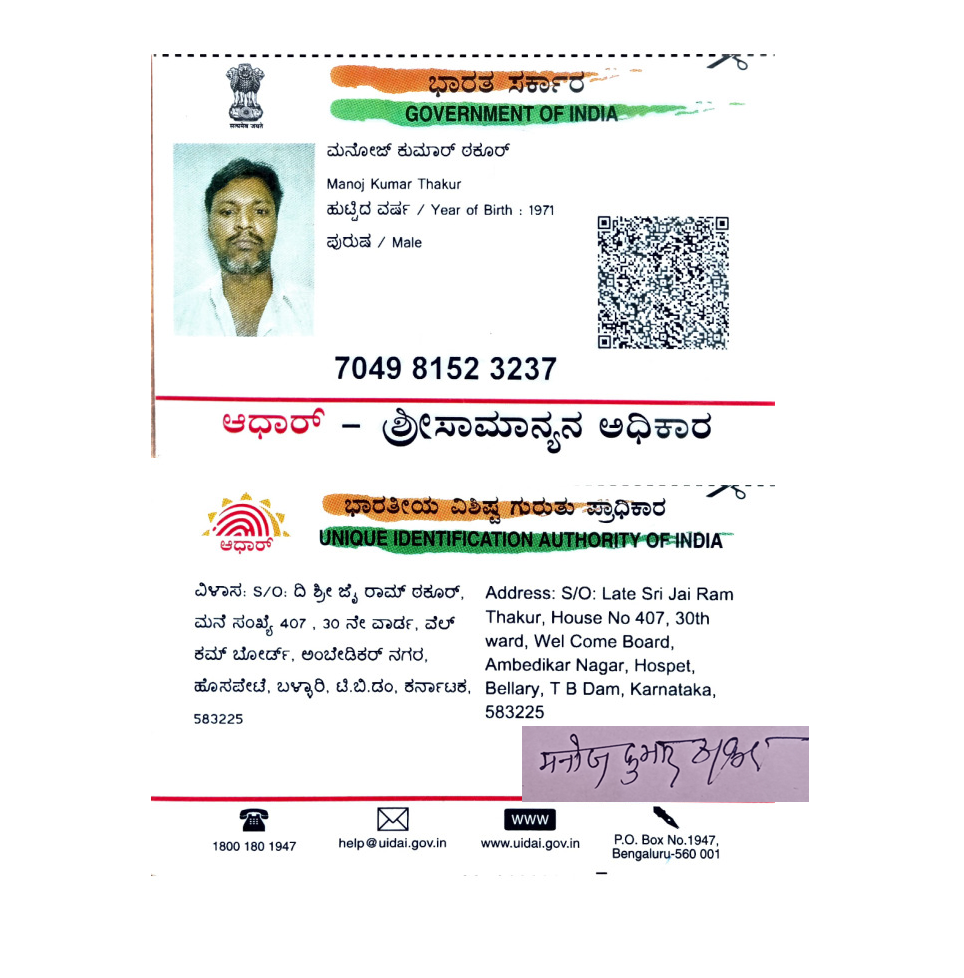 ಭಾರತ ಸರ್ಕಾರ
GOVERNMENT OF INDIA
सत्यमेव जयते
ಮನೋಜ್ ಕುಮಾರ್ ಠಕೂರ್
Manoj Kumar Thakur
ಹುಟ್ಟಿದ ವರ್ಷ / Year of Birth : 1971
ಪುರುಷ / Male
7049 8152 3237
ಆಧಾರ್ – ಶ್ರೀಸಾಮಾನ್ಯನ ಅಧಿಕಾರ
ಭಾರತೀಯ ವಿಶಿಷ್ಟ ಗುರುತು ಪ್ರಾಧಿಕಾರ
UNIQUE IDENTIFICATION AUTHORITY OF INDIA
ಆಧಾರ್
ವಿಳಾಸ: S/O: ದಿ ಶ್ರೀ ಜೈ ರಾಮ್ ಠಕೂರ್,
ಮನೆ ಸಂಖ್ಯೆ 407 , 30 ನೇ ವಾರ್ಡ, ವೆಲ್
ಕಮ್ ಬೋರ್ಡ್, ಅಂಬೇಡಿಕರ್ ನಗರ,
ಹೊಸಪೇಟೆ, ಬಳ್ಳಾರಿ, ಟಿ.ಬಿ.ಡಂ, ಕರ್ನಾಟಕ,
583225
Address: S/O: Late Sri Jai Ram
Thakur, House No 407, 30th
ward, Wel Come Board,
Ambedikar Nagar, Hospet,
Bellary, T B Dam, Karnataka,
583225
मनोज कुमार
1800 180 1947
help@uidai.gov.in
WWW
www.uidai.gov.in
P.O. Box No.1947,
Bengaluru-560 001